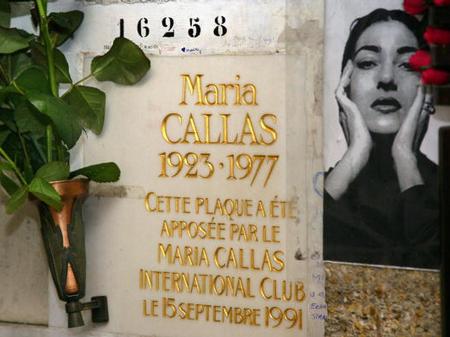 16258
Maria
CALLAS
1923·1977
CETTE PLAQUE A ÉTÉ
APPOSÉE PAR LE
MARIA CALLAS
INTERNATIONAL CLUB
LE 15 SEPTEMBRE 1991